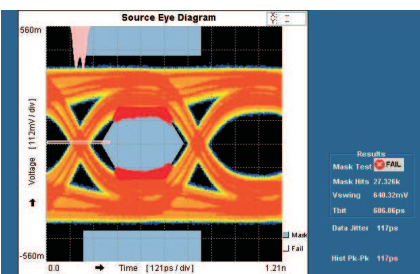 Source Eye Diagram
X: --
Y: --
560m
Voltage [112mV / div]
-560m
0.0
Time [121ps / div]
1.21n
Mask
Fail
Results
Mask Test FAIL
Mask Hits 27.326k
Vswing 640.32mV
Tbit 606.06ps
Data Jitter 117ps
Hist Pk-Pk 117ps